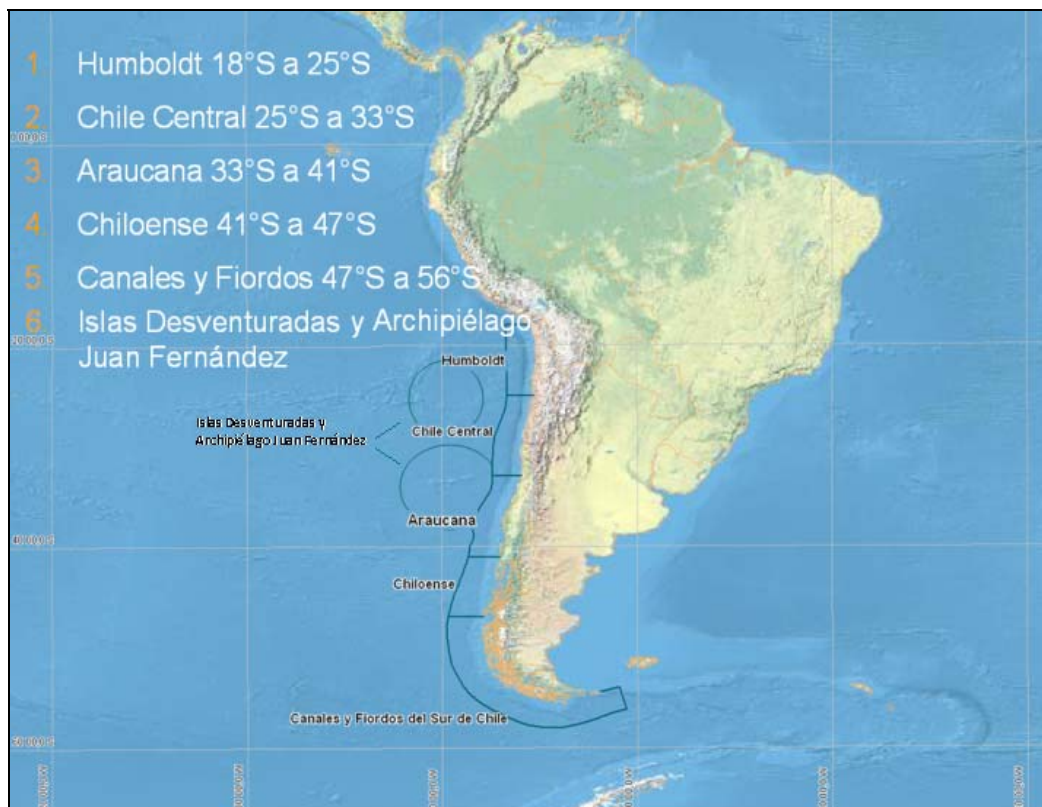 1. Humboldt 18°S a 25°S
2. Chile Central 25°S a 33°S
3. Araucana 33°S a 41°S
4. Chiloense 41°S a 47°S
5. Canales y Fiordos 47°S a 56°S
6. Islas Desventuradas y Archipiélago
Juan Fernández
Humboldt
Islas Desventuradas y
Archipiélago Juan Fernández
Chile Central
Araucana
Chiloense
Canales y Fiordos del Sur de Chile